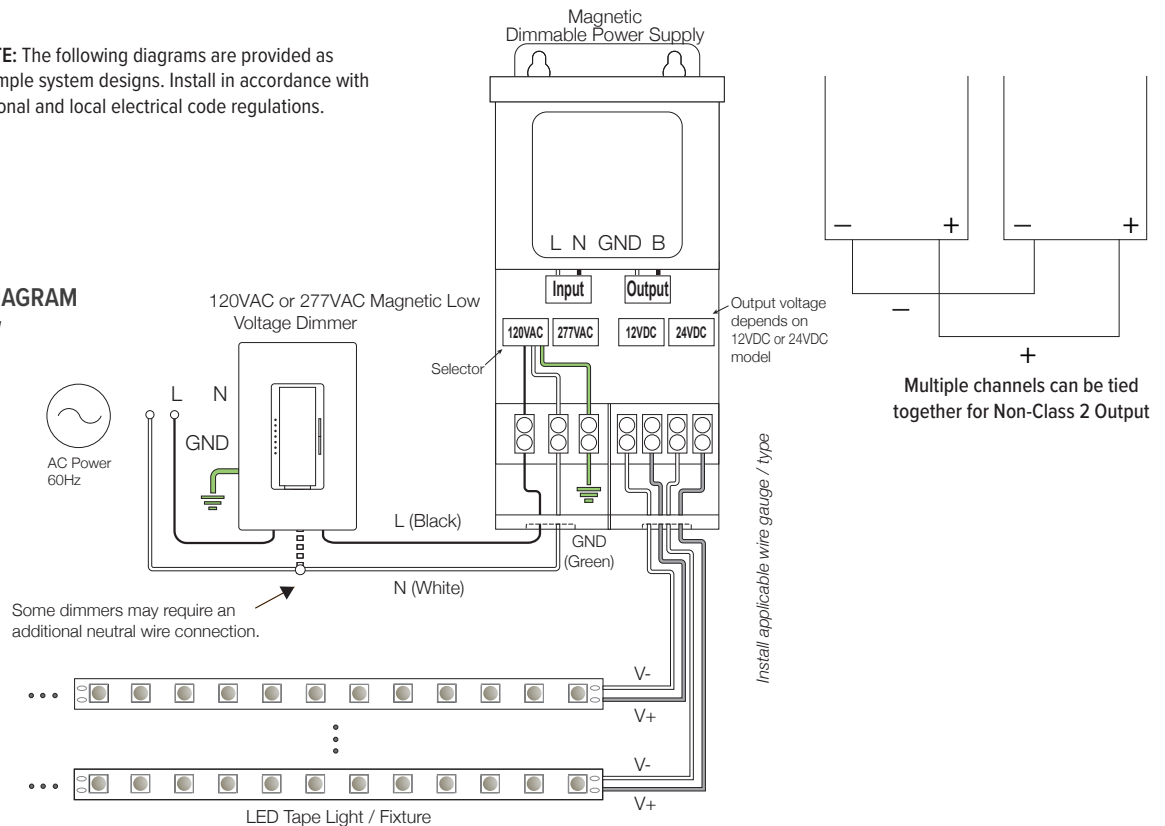 TE: The following diagrams are provided as
mple system designs. Install in accordance with
onal and local electrical code regulations.
Magnetic
Dimmable Power Supply
L N GND B
Input
Output
120VAC
277VAC
12VDC
24VDC
Selector
Output voltage
depends on
12VDC or 24VDC
model
– + – +
–
+
Multiple channels can be tied
together for Non-Class 2 Output
AGRAM
120VAC or 277VAC Magnetic Low
Voltage Dimmer
L N
GND
AC Power
60Hz
L (Black)
GND
(Green)
N (White)
Install applicable wire gauge / type
Some dimmers may require an
additional neutral wire connection.
V-
V+
V-
V+
LED Tape Light / Fixture